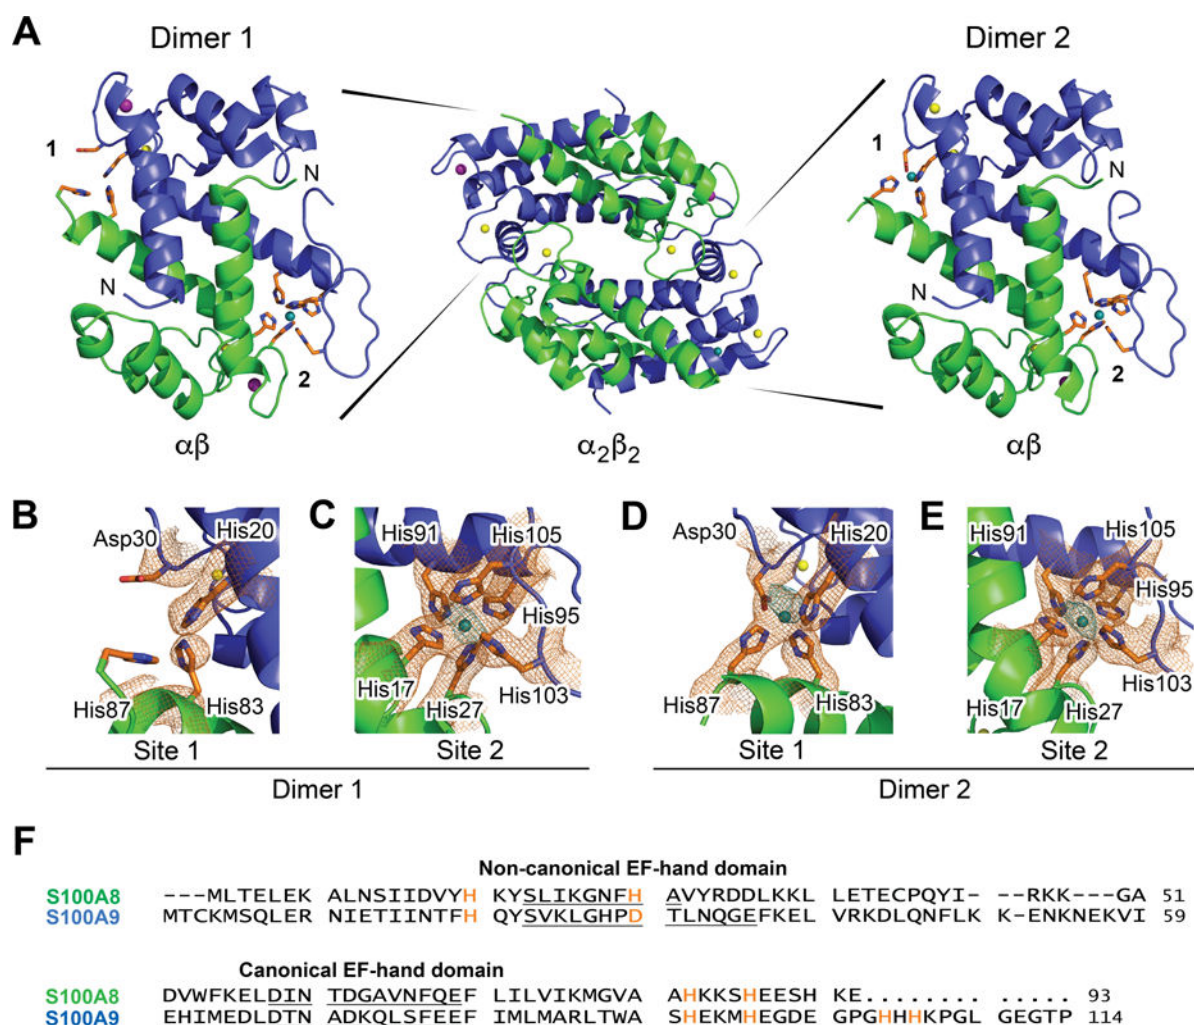 A
Dimer 1
Dimer 2
1
N
N
2
1
N
N
2
αβ
α2β2
αβ
B
Asp30
His20
His87
His83
Site 1
C
His91
His105
His95
His17
His103
His27
Site 2
D
Asp30
His20
His87
His83
Site 1
E
His91
His105
His95
His17
His103
His27
Site 2
Dimer 1
Dimer 2
F
Non-canonical EF-hand domain
S100A8 ---MLTELEK ALNSIIDVYH KYSLIKGNFH AVYRDDLKKL LETECPQYI- --RKK---GA 51
S100A9 MTCKMSQLER NIETIINTFH QYSVKLGHPD TLNQGEFKEL VRKDLQNFLK K-ENKNEKVI 59
Canonical EF-hand domain
S100A8 DVWFKELDIN TDGAVNFQEF LILVIKMGVA AHKKSHEESH KE........ ..... 93
S100A9 EHIMEDLDTN ADKQLSFEEF IMLMARLTWA SHEKMHEGDE GPGHHHKPGL GEGTP 114